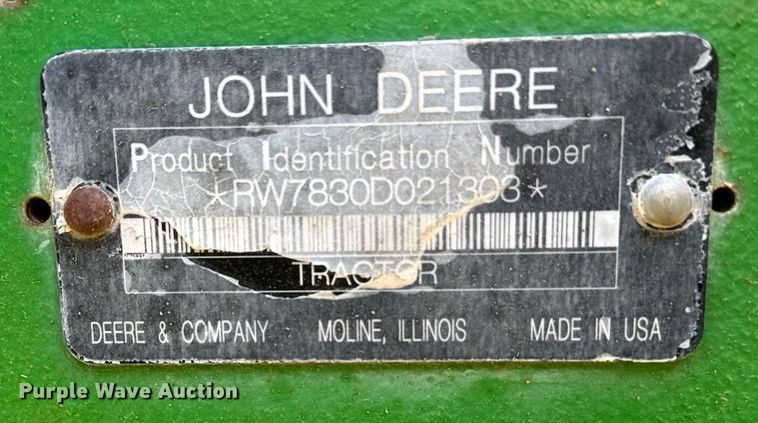 JOHN DEERE
Product Identification Number
*RW7830D021303*
TRACTOR
DEERE & COMPANY MOLINE, ILLINOIS MADE IN USA
Purple Wave Auction